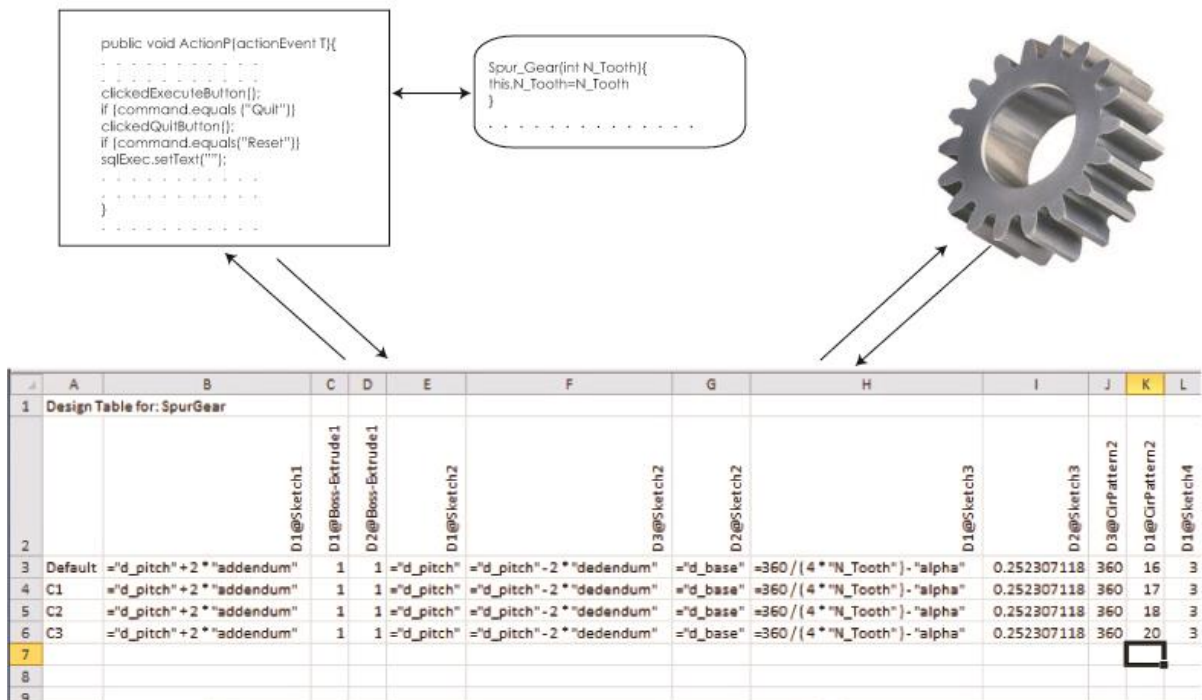 public void ActionP(actionEvent T){
. . . . . . . . . . .
. . . . . . . . . . .
clickedExecuteButton();
if (command.equals ("Quit"))
clickedQuitButton();
if (command.equals("Reset"))
sqlExec.setText("");
. . . . . . . . . . .
. . . . . . . . . . .
}
. . . . . . . . . . .
Spur_Gear(int N_Tooth){
this.N_Tooth=N_Tooth
}
. . . . . . . . . . . . . .
A B C D E F G H I J K L
1 Design Table for: SpurGear
2 D1@Sketch1 D1@Boss-Extrude1 D2@Boss-Extrude1 D1@Sketch2 D3@Sketch2 D2@Sketch2 D1@Sketch3 D2@Sketch3 D3@CirPattern2 D1@CirPattern2 D1@Sketch4
3 Default ="d_pitch"+2*"addendum" 1 1 ="d_pitch" ="d_pitch"-2*"dedendum" ="d_base" =360/(4*"N_Tooth")-"alpha" 0.252307118 360 16 3
4 C1 ="d_pitch"+2*"addendum" 1 1 ="d_pitch" ="d_pitch"-2*"dedendum" ="d_base" =360/(4*"N_Tooth")-"alpha" 0.252307118 360 17 3
5 C2 ="d_pitch"+2*"addendum" 1 1 ="d_pitch" ="d_pitch"-2*"dedendum" ="d_base" =360/(4*"N_Tooth")-"alpha" 0.252307118 360 18 3
6 C3 ="d_pitch"+2*"addendum" 1 1 ="d_pitch" ="d_pitch"-2*"dedendum" ="d_base" =360/(4*"N_Tooth")-"alpha" 0.252307118 360 20 3
7
8
9